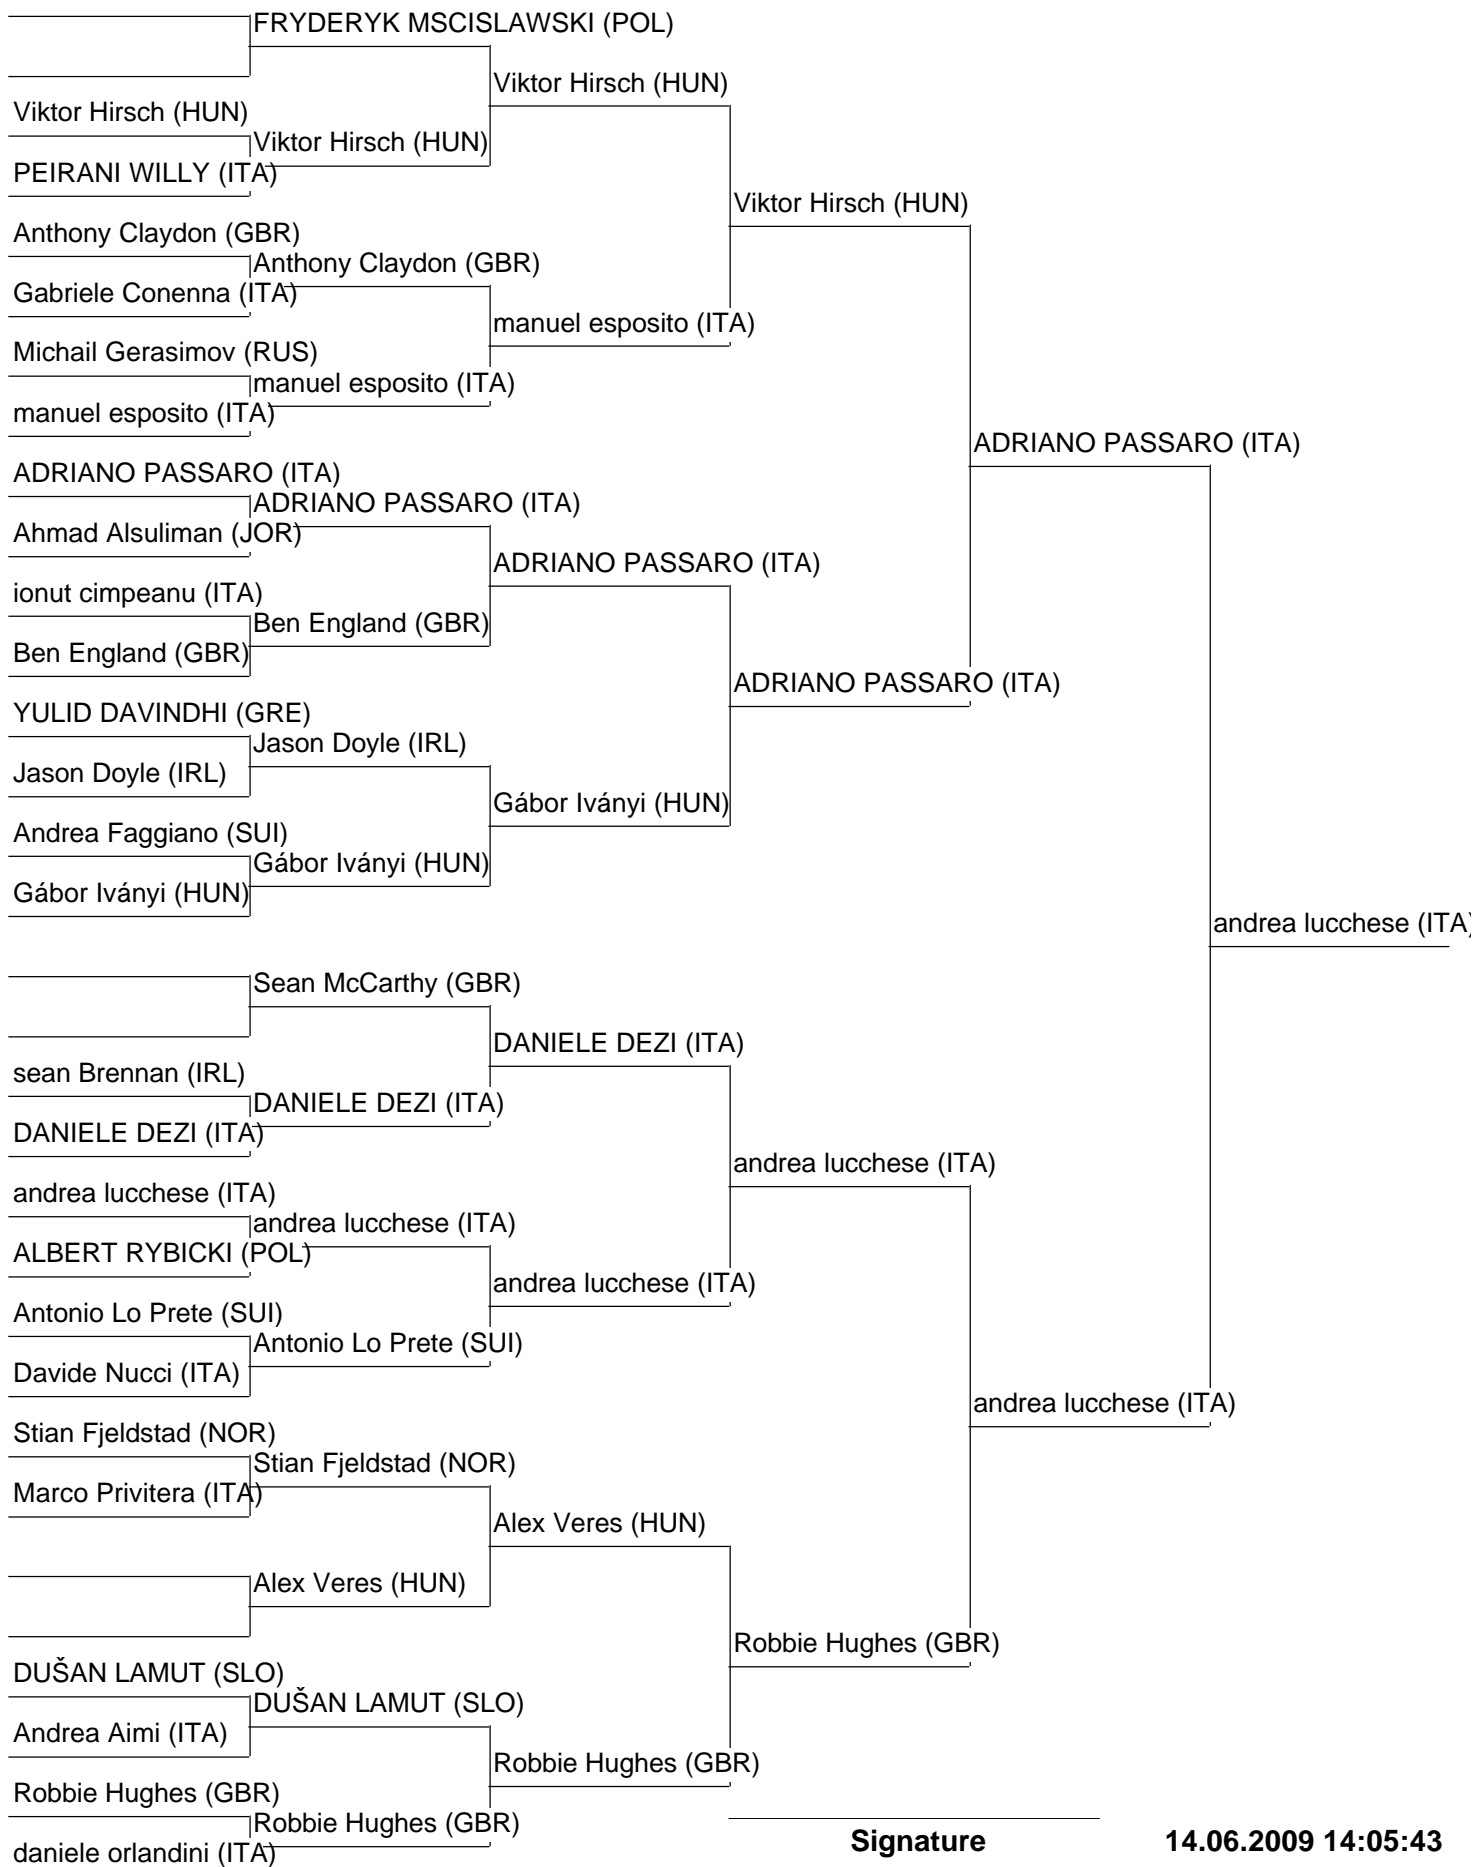 FRYDERYK MSCISLAWSKI (POL)
Viktor Hirsch (HUN)
Viktor Hirsch (HUN)
Viktor Hirsch (HUN)
PEIRANI WILLY (ITA)
Viktor Hirsch (HUN)
Anthony Claydon (GBR)
Anthony Claydon (GBR)
Gabriele Conenna (ITA)
manuel esposito (ITA)
Michail Gerasimov (RUS)
manuel esposito (ITA)
manuel esposito (ITA)
ADRIANO PASSARO (ITA)
ADRIANO PASSARO (ITA)
ADRIANO PASSARO (ITA)
Ahmad Alsuliman (JOR)
ADRIANO PASSARO (ITA)
ionut cimpeanu (ITA)
Ben England (GBR)
Ben England (GBR)
ADRIANO PASSARO (ITA)
YULID DAVINDHI (GRE)
Jason Doyle (IRL)
Jason Doyle (IRL)
Gábor Iványi (HUN)
Andrea Faggiano (SUI)
Gábor Iványi (HUN)
Gábor Iványi (HUN)
andrea lucchese (ITA)
Sean McCarthy (GBR)
DANIELE DEZI (ITA)
sean Brennan (IRL)
DANIELE DEZI (ITA)
DANIELE DEZI (ITA)
andrea lucchese (ITA)
andrea lucchese (ITA)
andrea lucchese (ITA)
ALBERT RYBICKI (POL)
andrea lucchese (ITA)
Antonio Lo Prete (SUI)
Antonio Lo Prete (SUI)
Davide Nucci (ITA)
andrea lucchese (ITA)
Stian Fjeldstad (NOR)
Stian Fjeldstad (NOR)
Marco Privitera (ITA)
Alex Veres (HUN)
Alex Veres (HUN)
Robbie Hughes (GBR)
DUŠAN LAMUT (SLO)
DUŠAN LAMUT (SLO)
Andrea Aimi (ITA)
Robbie Hughes (GBR)
Robbie Hughes (GBR)
Robbie Hughes (GBR)
daniele orlandini (ITA)
Signature 14.06.2009 14:05:43